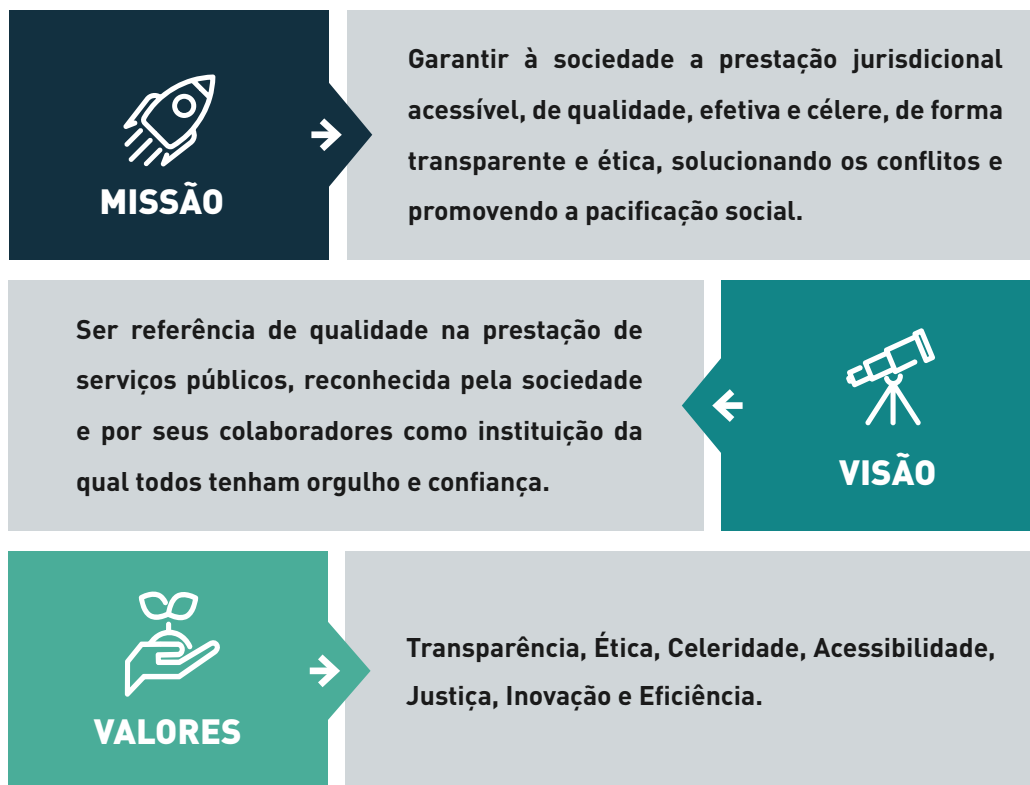 MISSÃO
Garantir à sociedade a prestação jurisdicional
acessível, de qualidade, efetiva e célere, de forma
transparente e ética, solucionando os conflitos e
promovendo a pacificação social.
Ser referência de qualidade na prestação de
serviços públicos, reconhecida pela sociedade
e por seus colaboradores como instituição da
qual todos tenham orgulho e confiança.
VISÃO
VALORES
Transparência, Ética, Celeridade, Acessibilidade,
Justiça, Inovação e Eficiência.